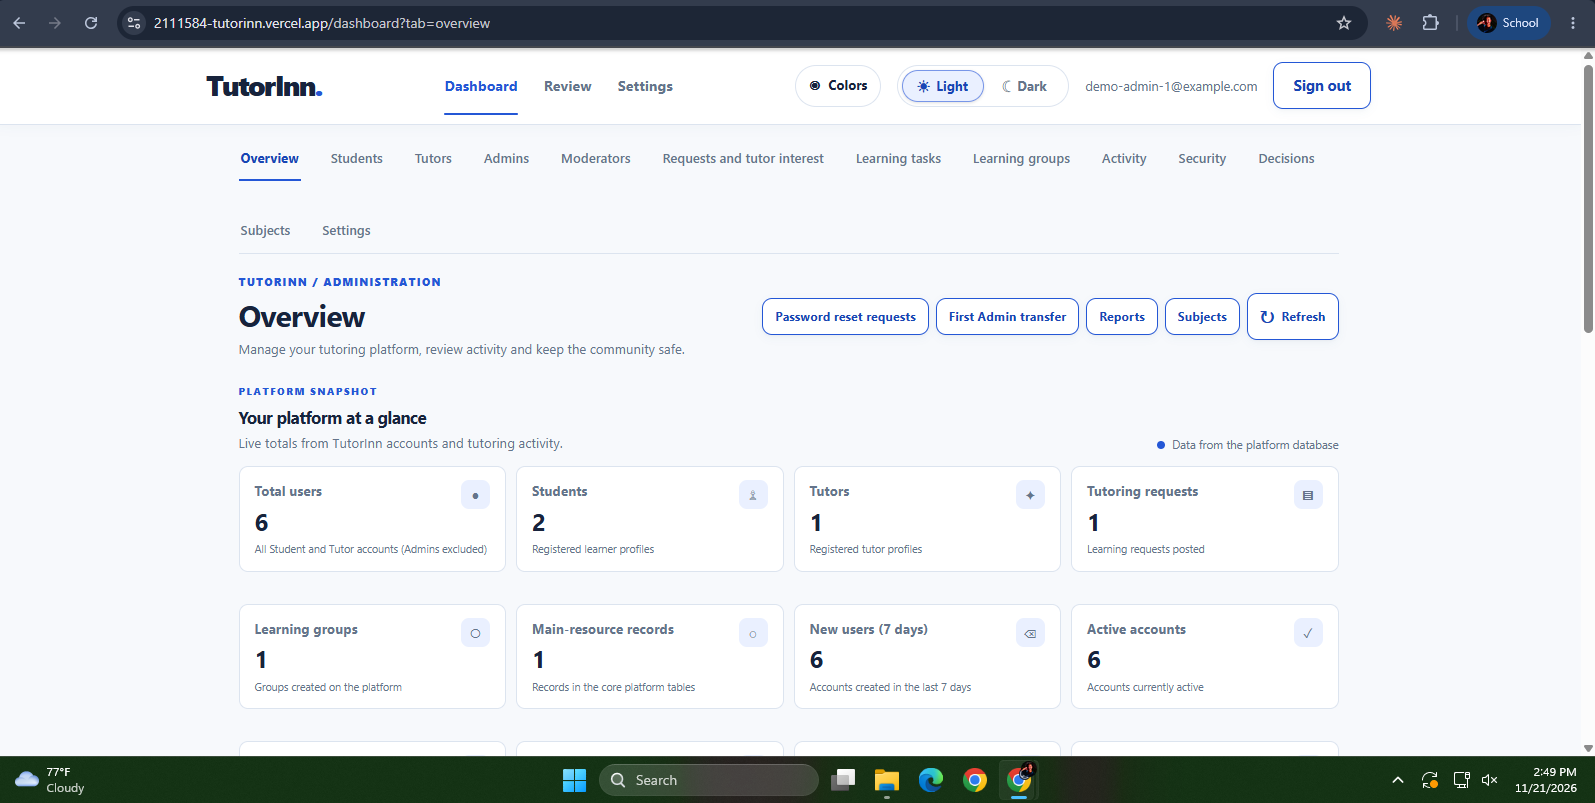 2111584-tutorinn.vercel.app/dashboard?tab=overview
School
TutorInn.
Dashboard
Review
Settings
Colors
Light
Dark
demo-admin-1@example.com
Sign out
Overview
Students
Tutors
Admins
Moderators
Requests and tutor interest
Learning tasks
Learning groups
Activity
Security
Decisions
Subjects
Settings
TUTORINN / ADMINISTRATION
Overview
Manage your tutoring platform, review activity and keep the community safe.
Password reset requests
First Admin transfer
Reports
Subjects
Refresh
PLATFORM SNAPSHOT
Your platform at a glance
Live totals from TutorInn accounts and tutoring activity.
Data from the platform database
Total users
6
All Student and Tutor accounts (Admins excluded)
Students
2
Registered learner profiles
Tutors
1
Registered tutor profiles
Tutoring requests
1
Learning requests posted
Learning groups
1
Groups created on the platform
Main-resource records
1
Records in the core platform tables
New users (7 days)
6
Accounts created in the last 7 days
Active accounts
6
Accounts currently active
77°F
Cloudy
Search
2:49 PM
11/21/2026